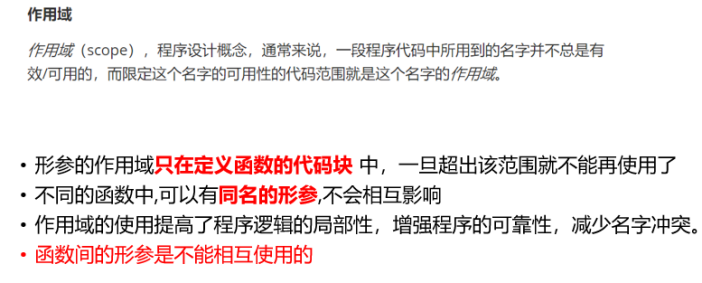 作用域
作用域（scope），程序设计概念，通常来说，一段程序代码中所用到的名字并不总是有
效/可用的，而限定这个名字的可用性的代码范围就是这个名字的作用域。
• 形参的作用域只在定义函数的代码块 中，一旦超出该范围就不能再使用了
• 不同的函数中,可以有同名的形参,不会相互影响
• 作用域的使用提高了程序逻辑的局部性，增强程序的可靠性，减少名字冲突。
• 函数间的形参是不能相互使用的